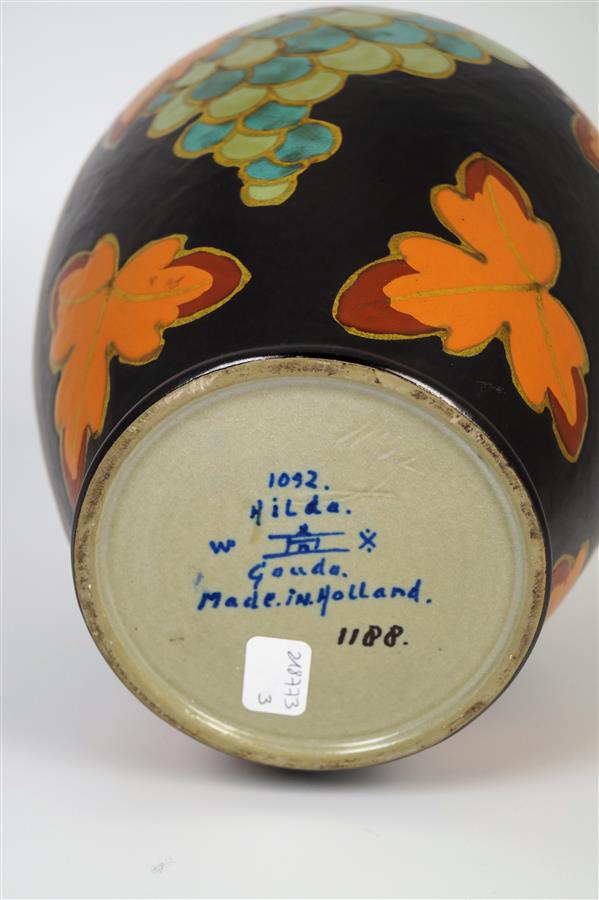 1092.
Hilda.
W
Gouda.
Made.in.Holland.
1188.
218773
3